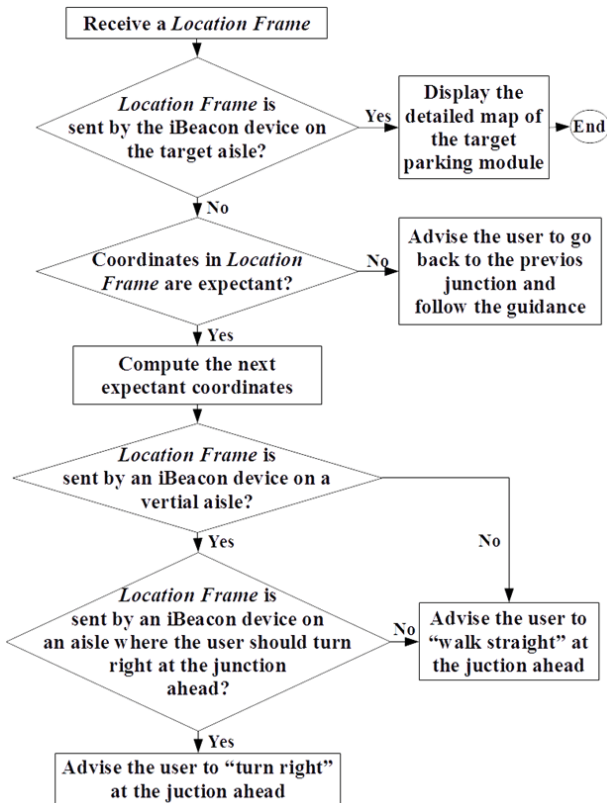 Receive a Location Frame
Location Frame is
sent by the iBeacon device on
the target aisle?
Yes
Display the
detailed map of
the target
parking module
End
No
Coordinates in Location
Frame are expectant?
No
Advise the user to go
back to the previos
junction and
follow the guidance
Yes
Compute the next
expectant coordinates
Location Frame is
sent by an iBeacon device on a
vertial aisle?
No
Yes
Location Frame is
sent by an iBeacon device on
an aisle where the user should turn
right at the junction
ahead?
No
Advise the user to
“walk straight” at
the juction ahead
Yes
Advise the user to “turn right”
at the juction ahead